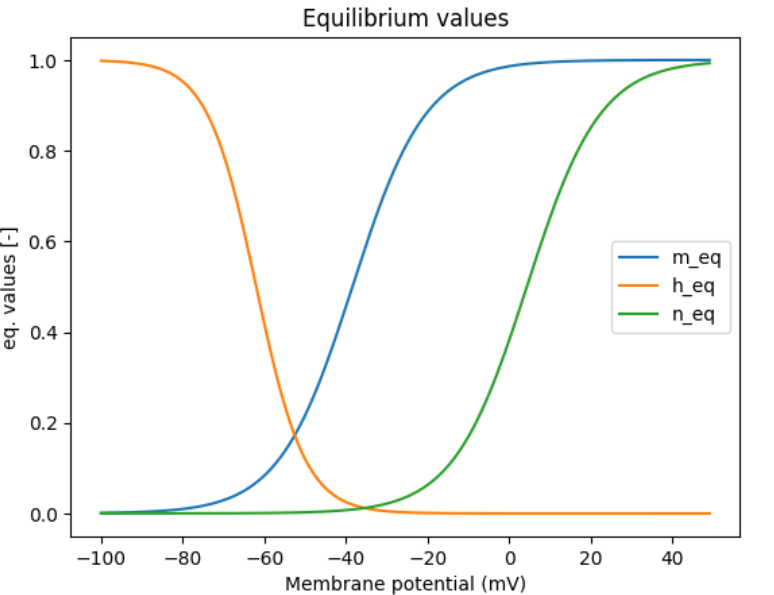 Equilibrium values
1.0
0.8
0.6
0.4
0.2
0.0
eq. values [-]
m_eq
h_eq
n_eq
−100
−80
−60
−40
−20
0
20
40
Membrane potential (mV)